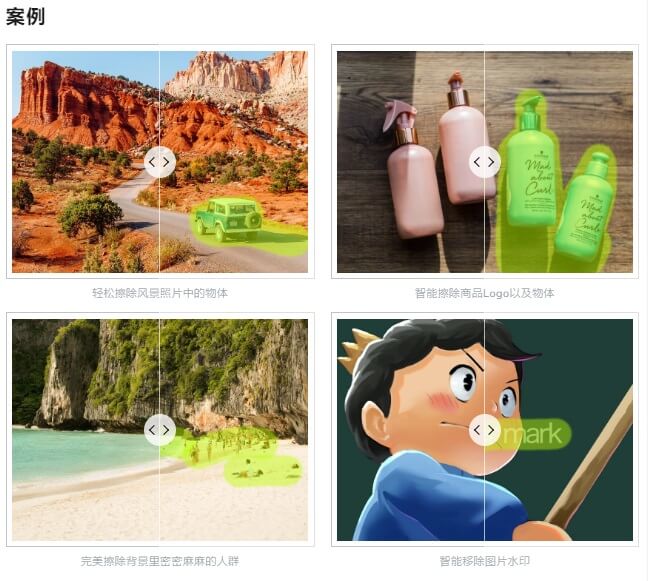 案例
Made
about
Curl
Made
about
Curl
轻松擦除风景照片中的物体
智能擦除商品Logo以及物体
mark
完美擦除背景里密密麻麻的人群
智能移除图片水印